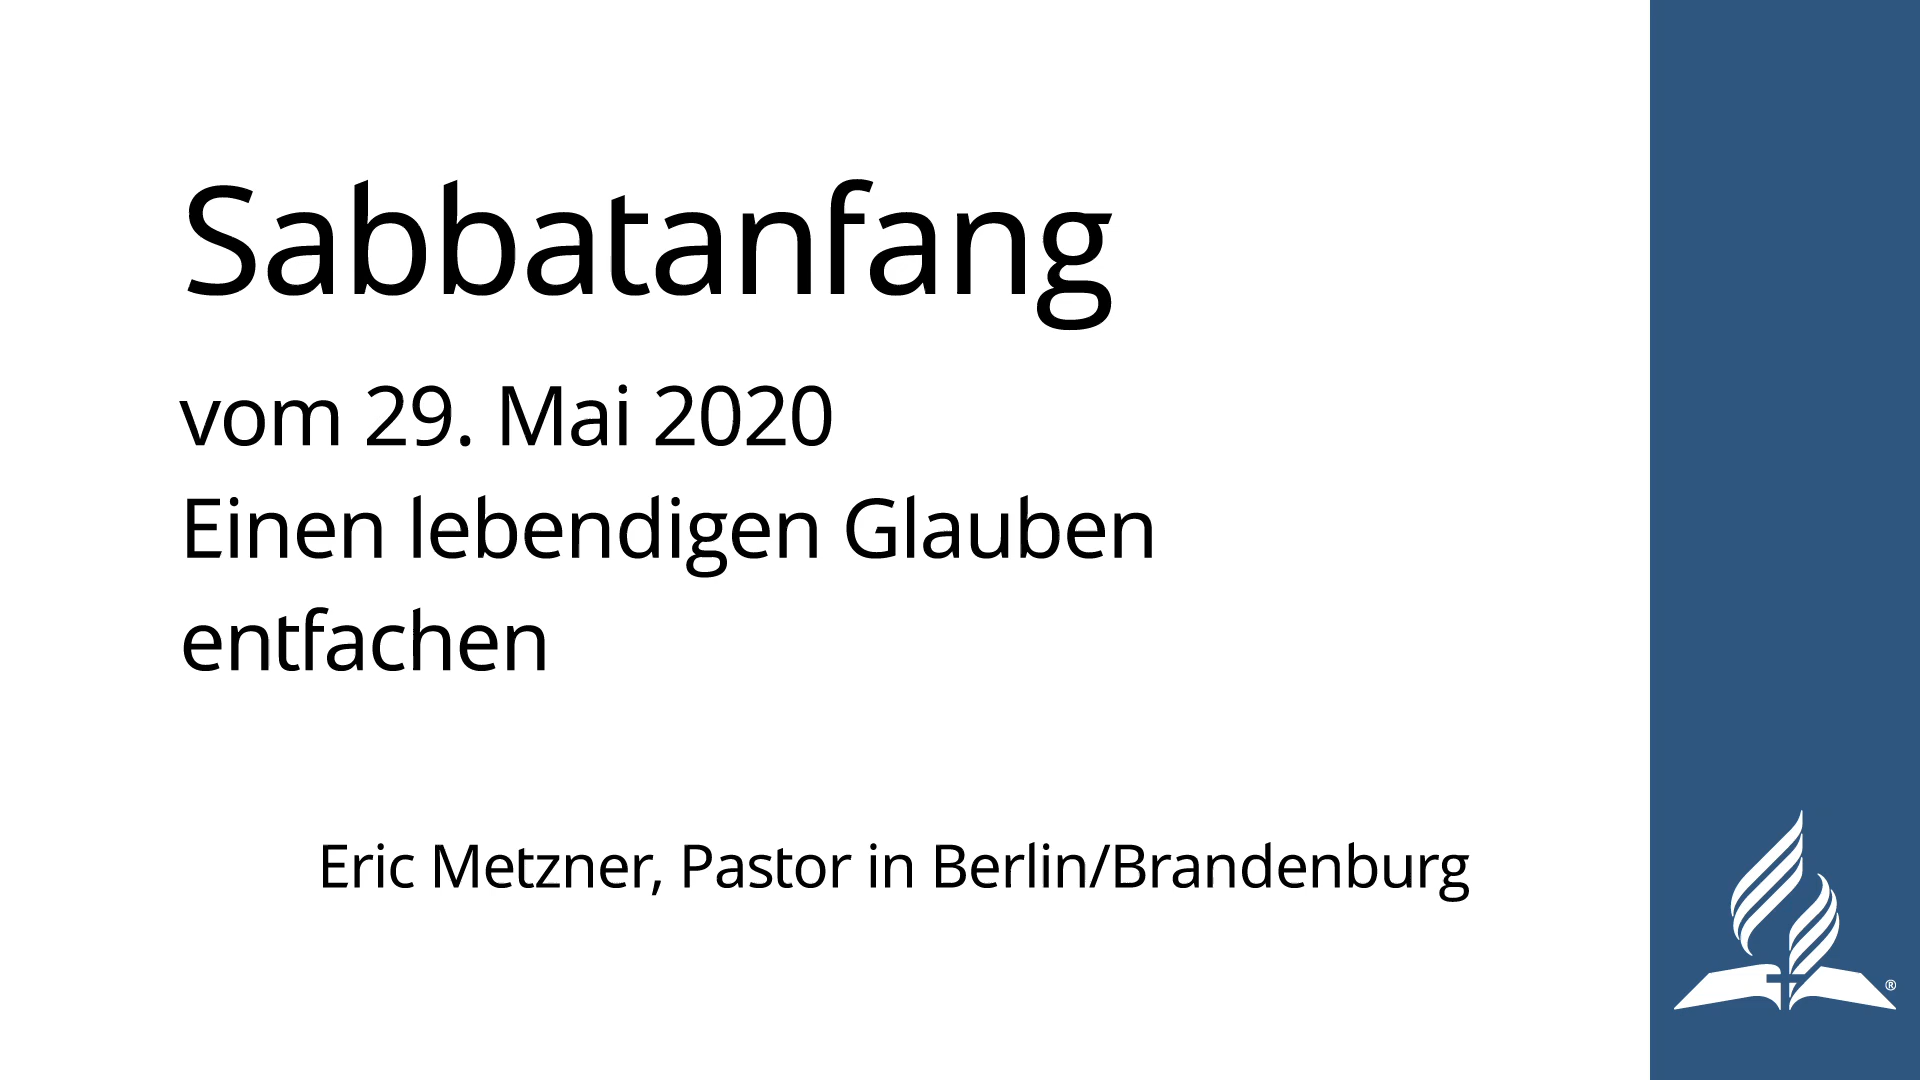 Sabbatanfang
vom 29. Mai 2020
Einen lebendigen Glauben
entfachen
Eric Metzner, Pastor in Berlin/Brandenburg
®